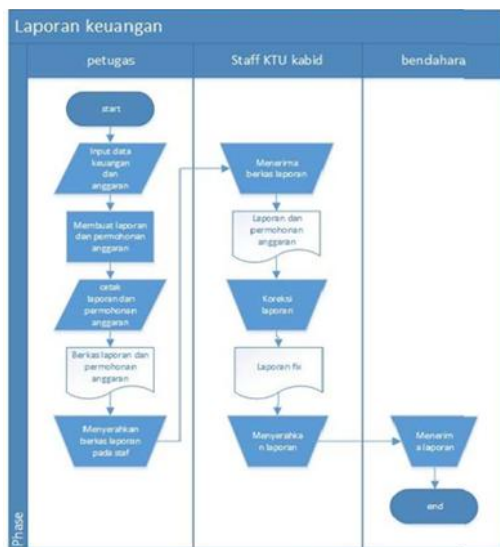 Laporan keuangan
petugas
Staff KTU kabid
bendahara
start
Input data
keuangan
dan
anggaran
Membuat laporan
dan permohonan
anggaran
cetak
laporan dan
permohonan
anggaran
Berkas laporan dan
permohonan
anggaran
Menyerahkan
berkas laporan
pada staf
Menerima
berkas laporan
Laporan dan
permohonan
anggaran
Koreksi
laporan
Laporan fix
Menyerahka
n laporan
Menerim
a laporan
end
Phase